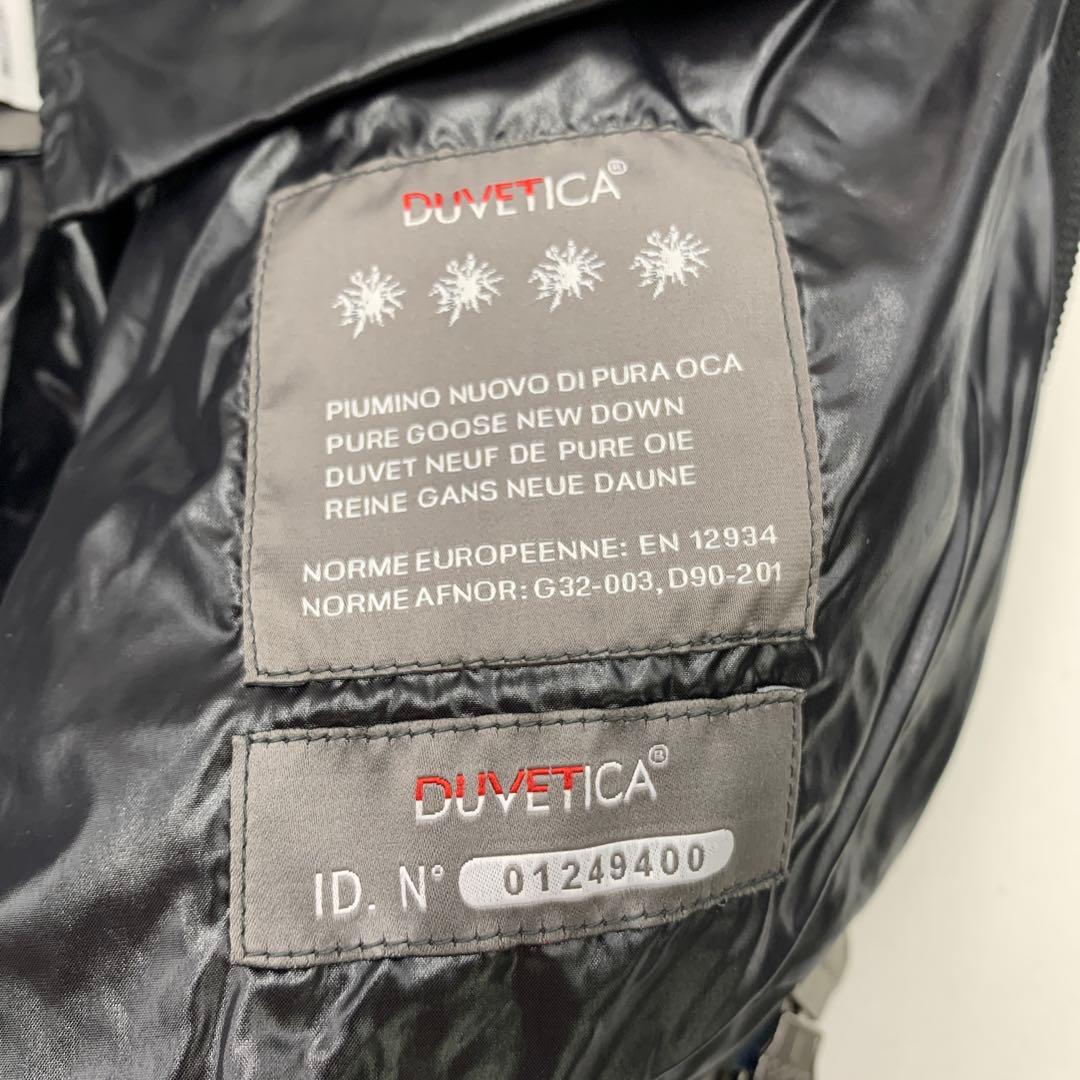 DUVETICA®
PIUMINO NUOVO DI PURA OCA
PURE GOOSE NEW DOWN
DUVET NEUF DE PURE OIE
REINE GANS NEUE DAUNE
NORME EUROPEENNE: EN 12934
NORME AFNOR: G32-003, D90-201
DUVETICA®
ID. N° 01249400